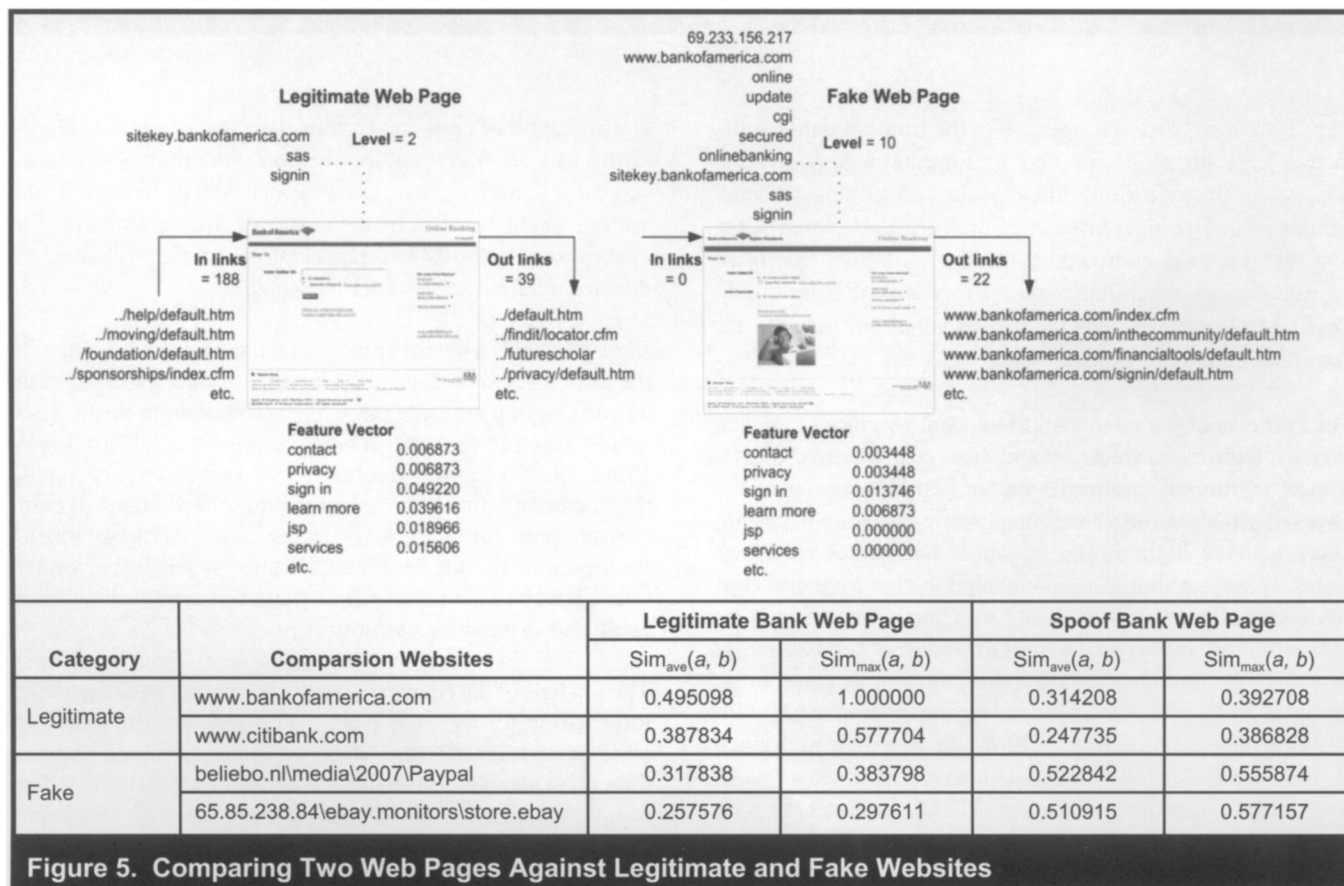 Legitimate Web Page
sitekey.bankofamerica.com
sas
signin
Level = 2
In links
= 188
../help/default.htm
../moving/default.htm
./foundation/default.htm
./sponsorships/index.cfm
etc.
BankofAmerica
Online Banking
Sign In
Out links
= 39
../default.htm
../findit/locator.cfm
../futurescholar
../privacy/default.htm
etc.
Feature Vector
contact 0.006873
privacy 0.006873
sign in 0.049220
learn more 0.039616
jsp 0.018966
services 0.015606
etc.
Fake Web Page
69.233.156.217
www.bankofamerica.com
online
update
cgi
secured
onlinebanking
sitekey.bankofamerica.com
sas
signin
Level = 10
In links
= 0
Out links
= 22
www.bankofamerica.com/index.cfm
www.bankofamerica.com/inthecommunity/default.htm
www.bankofamerica.com/financialtools/default.htm
www.bankofamerica.com/signin/default.htm
etc.
Feature Vector
contact 0.003448
privacy 0.003448
sign in 0.013746
learn more 0.006873
jsp 0.000000
services 0.000000
etc.
Legitimate Bank Web Page Spoof Bank Web Page
Category Comparsion Websites Sim_ave(a, b) Sim_max(a, b) Sim_ave(a, b) Sim_max(a, b)
Legitimate www.bankofamerica.com 0.495098 1.000000 0.314208 0.392708
www.citibank.com 0.387834 0.577704 0.247735 0.386828
Fake beliebo.nl\media\2007\Paypal 0.317838 0.383798 0.522842 0.555874
65.85.238.84\ebay.monitors\store.ebay 0.257576 0.297611 0.510915 0.577157
Figure 5. Comparing Two Web Pages Against Legitimate and Fake Websites